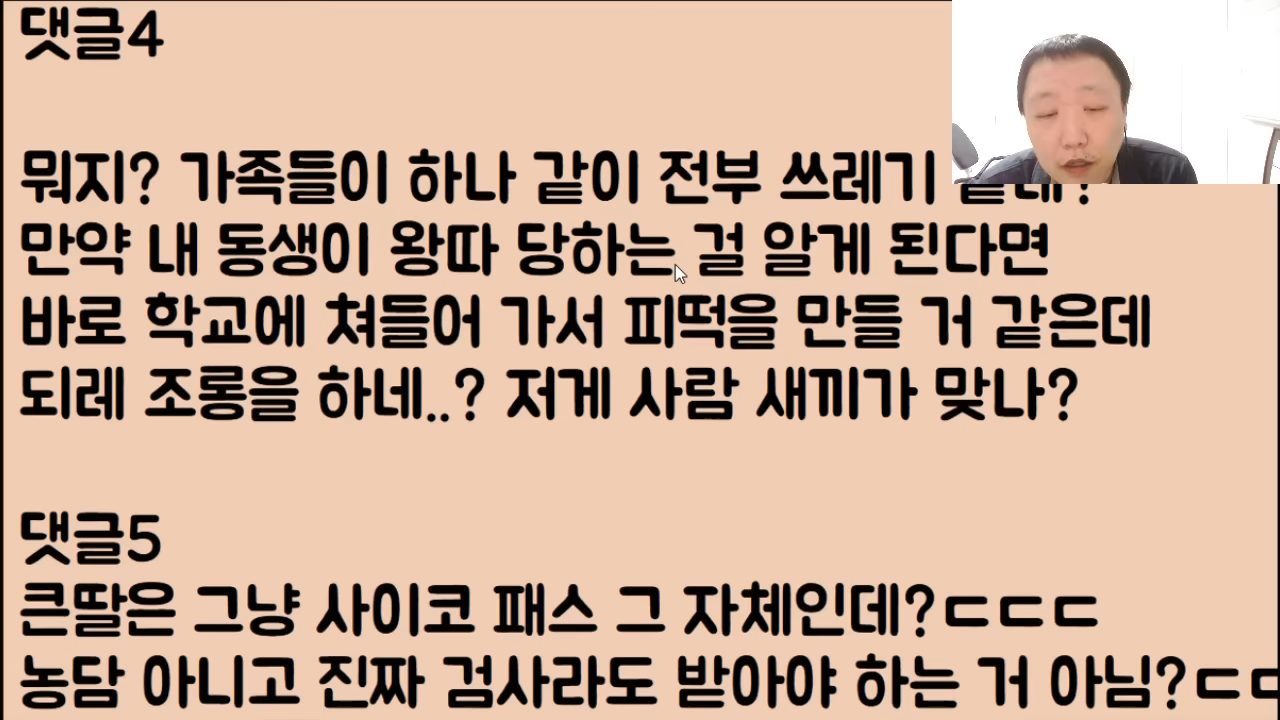 댓글4
뭐지? 가족들이 하나 같이 전부 쓰레기
만약 내 동생이 왕따 당하는 걸 알게 된다면
바로 학교에 쳐들어 가서 피떡을 만들 거 같은데
되레 조롱을 하네..? 저게 사람 새끼가 맞나?
댓글5
큰딸은 그냥 사이코 패스 그 자체인데?ㄷㄷㄷ
농담 아니고 진짜 검사라도 받아야 하는 거 아님?ㄷㄷ